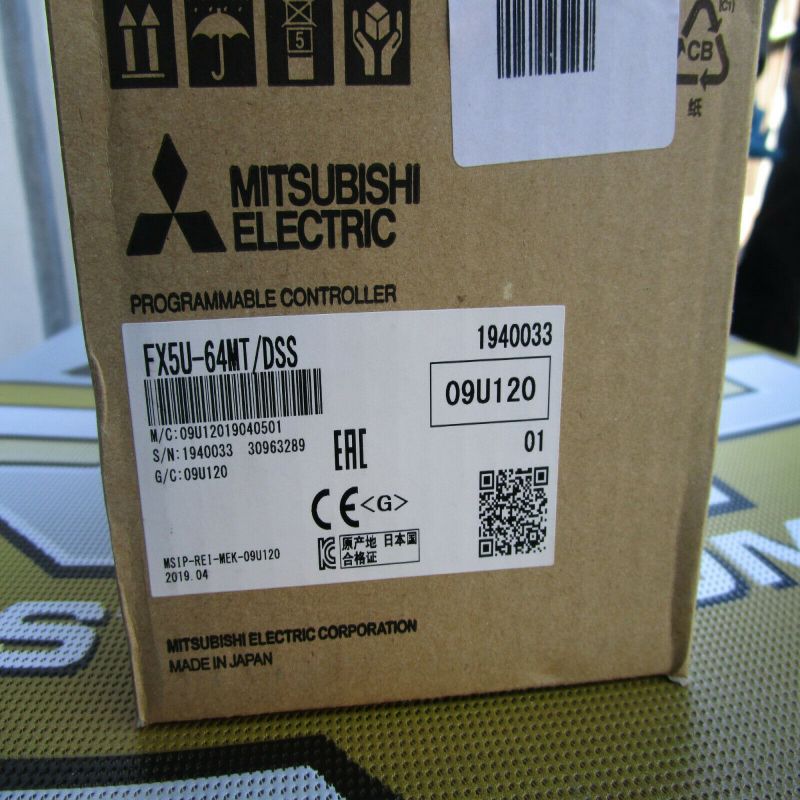 5
CB
纸
MITSUBISHI
ELECTRIC
PROGRAMMABLE CONTROLLER
FX5U-64MT/DSS
1940033
M/C:09U12019040501
09U120
S/N:1940033 30963289
G/C:09U120
EAC
01
CE <G>
MSIP-REI-MEK-09U120
2019.04
原产地 日本国
合格证
MITSUBISHI ELECTRIC CORPORATION
MADE IN JAPAN
S
UM